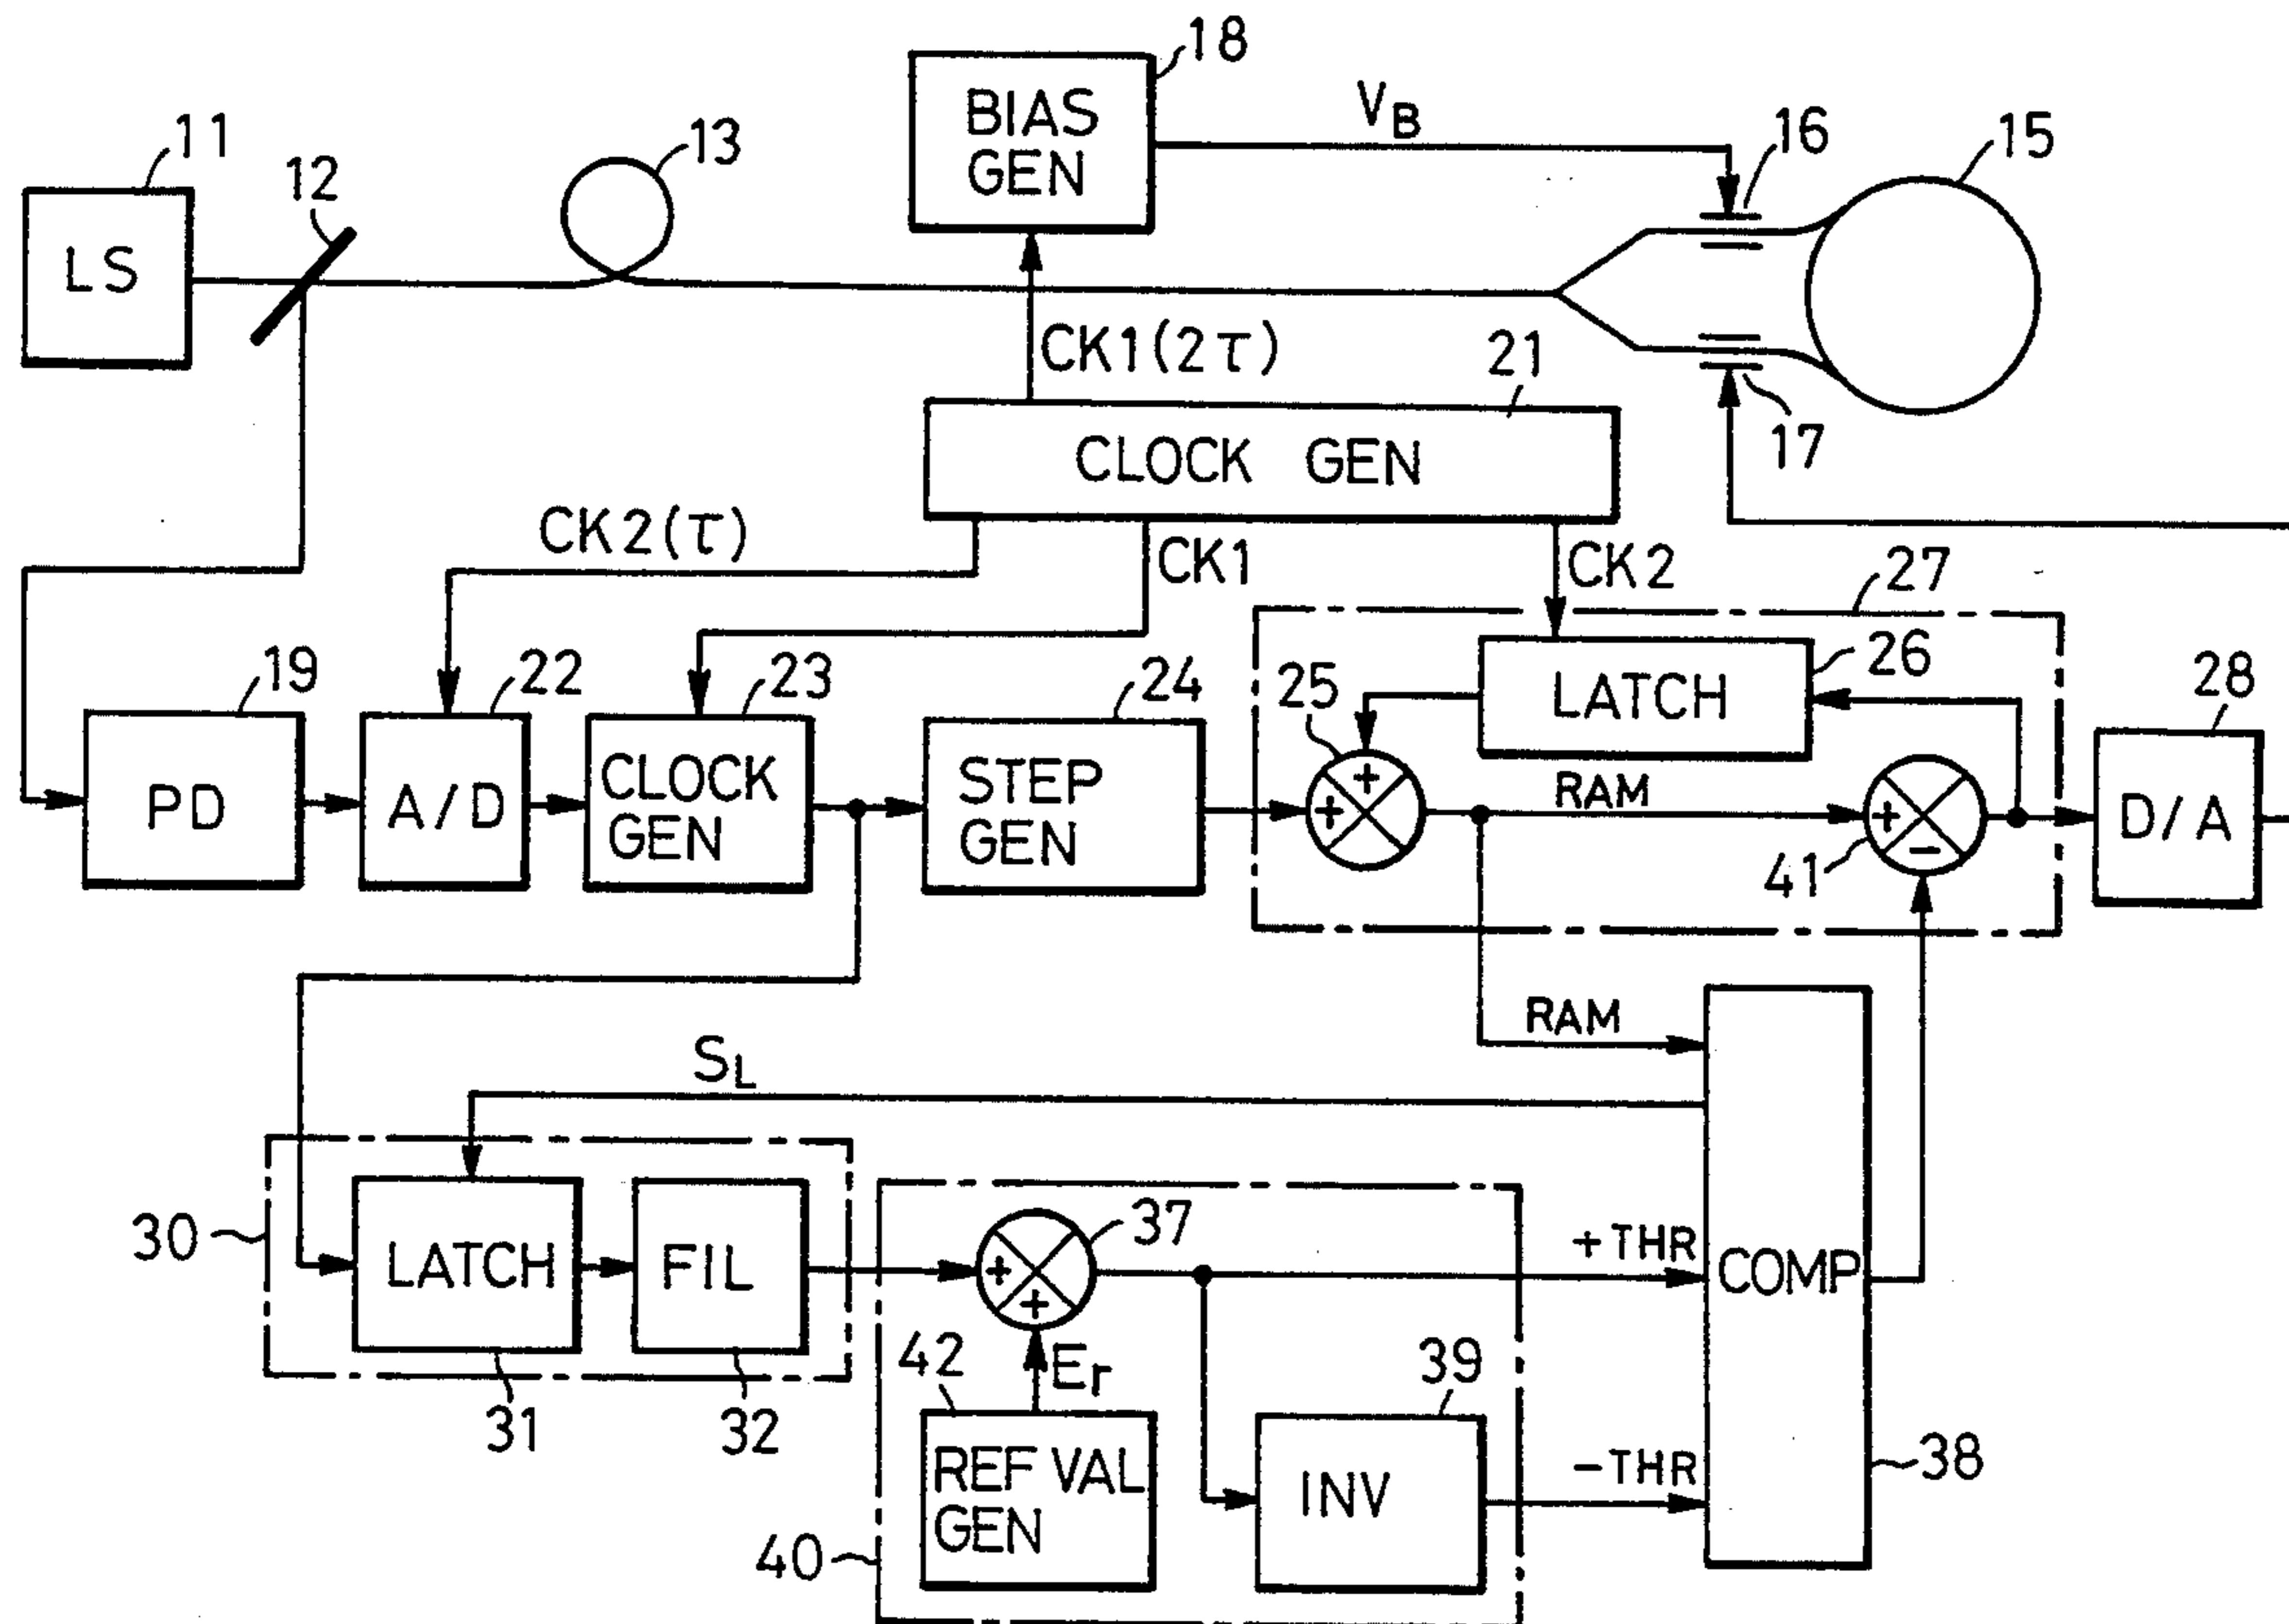 18
BIAS
GEN
VB
16
15
11
12
13
LS
CK1(2τ)
21
17
CLOCK GEN
CK2(τ)
CK1
CK2
27
19
22
23
24
25
26
28
LATCH
PD
A/D
CLOCK
GEN
STEP
GEN
+
+
RAM
+
−
41
D/A
RAM
SL
30
37
+THR
LATCH
FIL
+
+
COMP
31
32
42
Er
39
REF VAL
GEN
INV
−THR
38
40